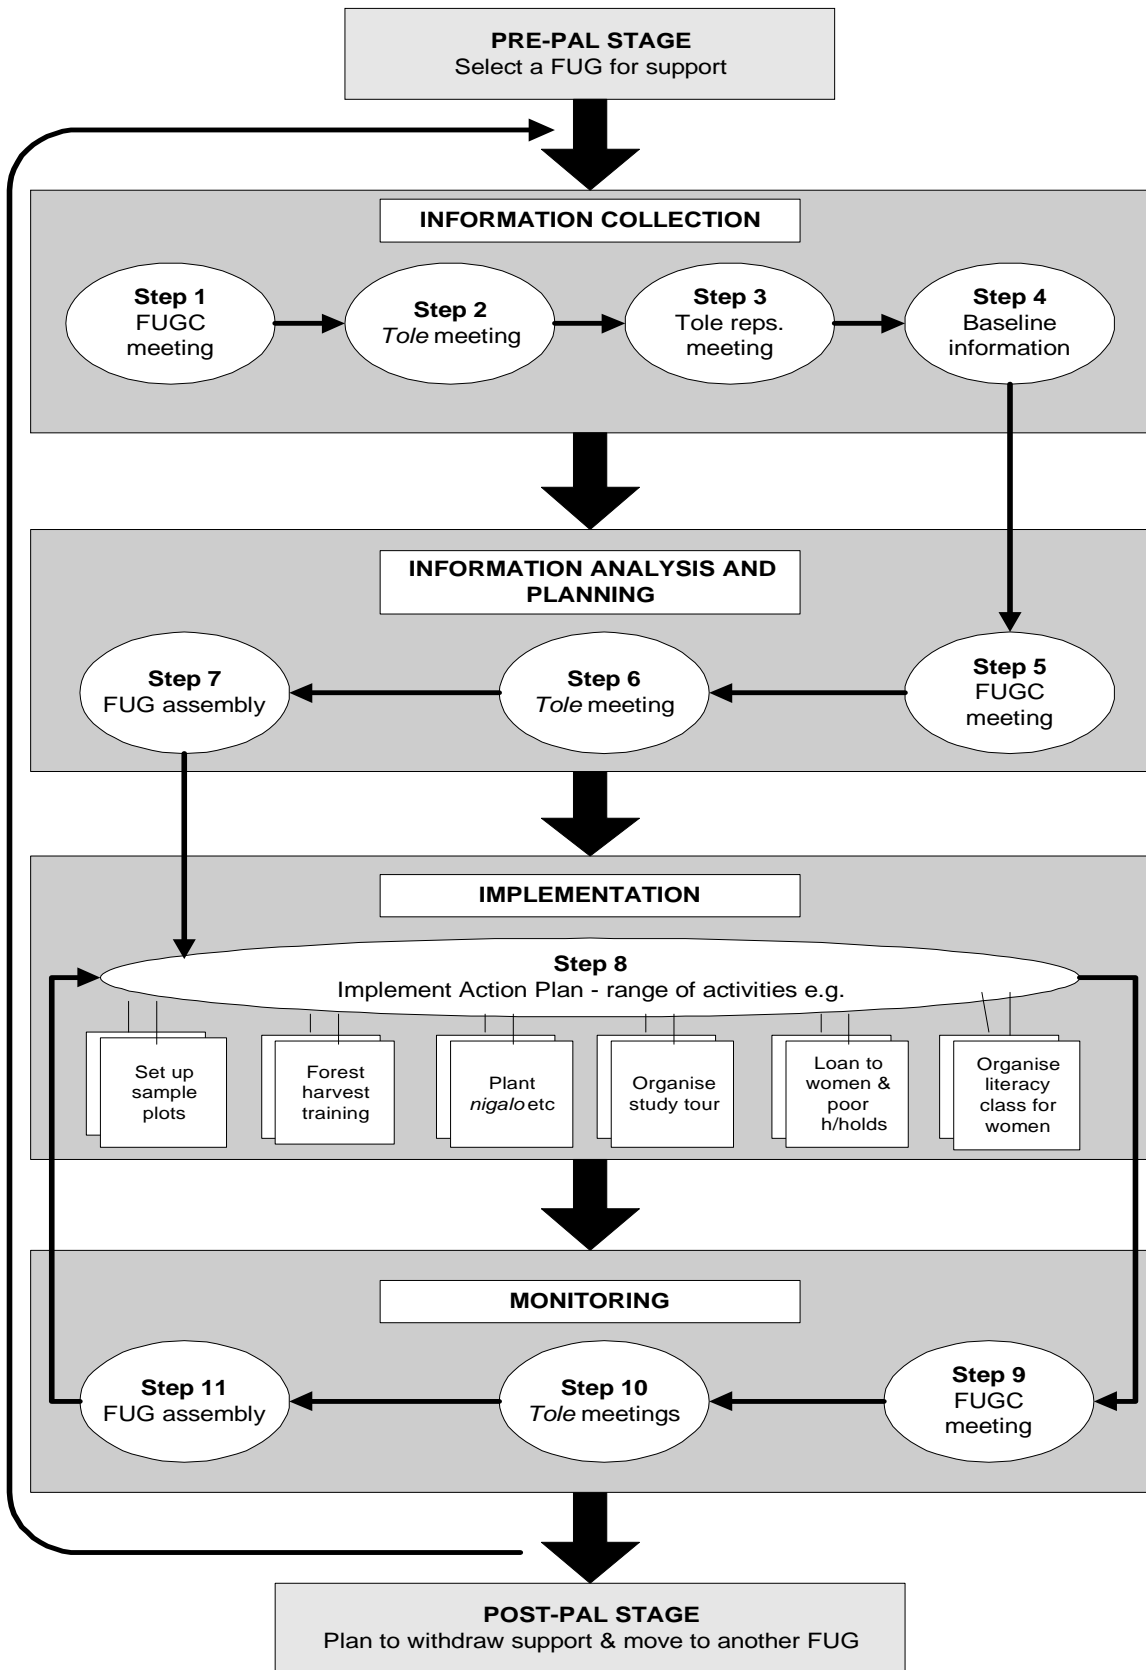 PRE-PAL STAGE
Select a FUG for support
INFORMATION COLLECTION
Step 1
FUGC
meeting
Step 2
Tole meeting
Step 3
Tole reps.
meeting
Step 4
Baseline
information
INFORMATION ANALYSIS AND
PLANNING
Step 7
FUG assembly
Step 6
Tole meeting
Step 5
FUGC
meeting
IMPLEMENTATION
Step 8
Implement Action Plan - range of activities e.g.
Set up
sample
plots
Forest
harvest
training
Plant
nigalo etc
Organise
study tour
Loan to
women &
poor
h/holds
Organise
literacy
class for
women
MONITORING
Step 11
FUG assembly
Step 10
Tole meetings
Step 9
FUGC
meeting
POST-PAL STAGE
Plan to withdraw support & move to another FUG